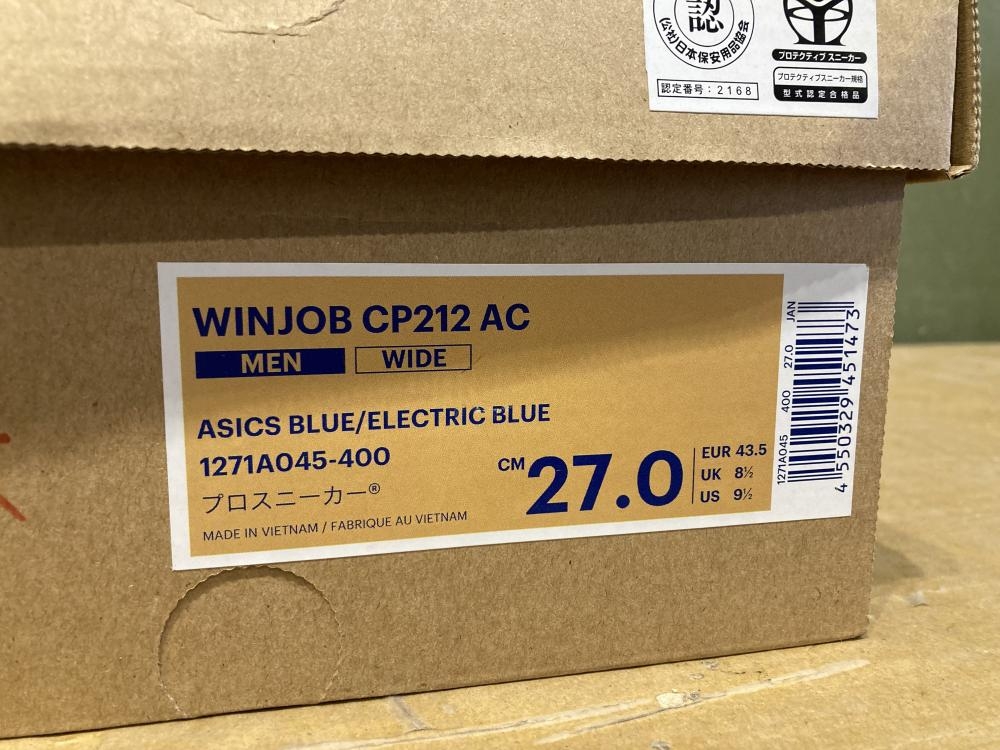 認
(公社)日本保安用品協会
認定番号：2168
プロテクティブ スニーカー
プロテクティブスニーカー規格
型式認定合格品
WINJOB CP212 AC
MEN WIDE
ASICS BLUE/ELECTRIC BLUE
1271A045-400
プロスニーカー®
MADE IN VIETNAM / FABRIQUE AU VIETNAM
CM 27.0
EUR 43.5
UK 8½
US 9½
1271A045 400 27.0 JAN
4 550329 451473